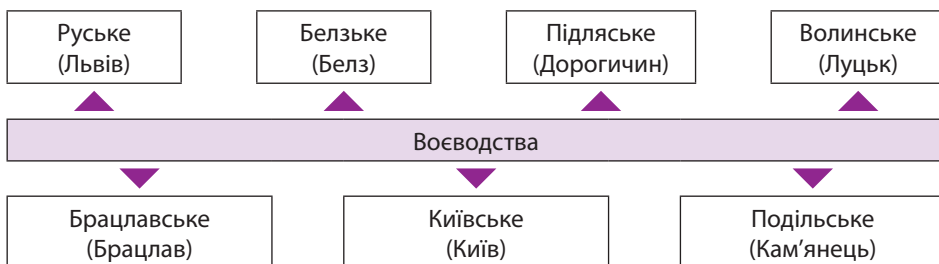 Руське
(Львів)
Белзьке
(Белз)
Підляське
(Дорогичин)
Волинське
(Луцьк)
Воєводства
Брацлавське
(Брацлав)
Київське
(Київ)
Подільське
(Кам’янець)